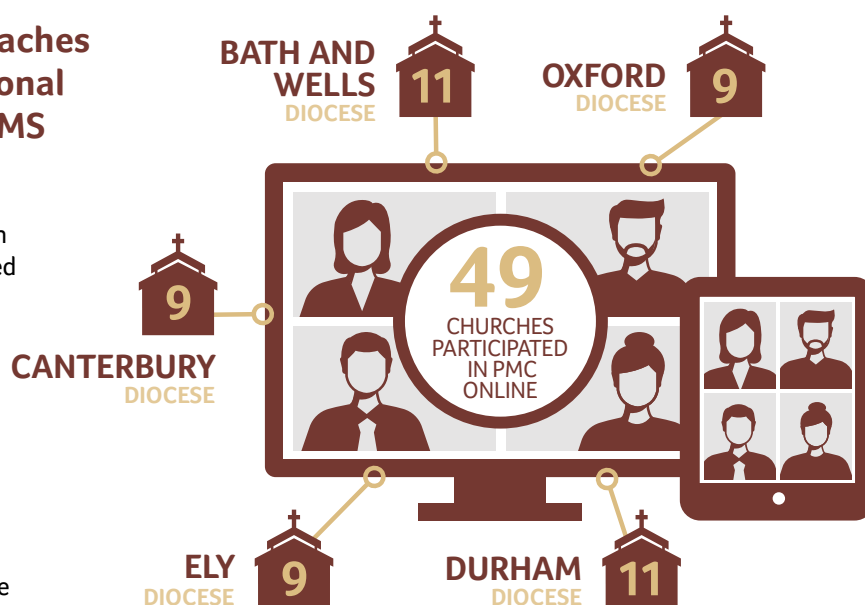 aches
onal
MS
n
ed
e
BATH AND
WELLS
DIOCESE
11
OXFORD
DIOCESE
9
9
CANTERBURY
DIOCESE
49
CHURCHES
PARTICIPATED
IN PMC
ONLINE
ELY
DIOCESE
9
DURHAM
DIOCESE
11